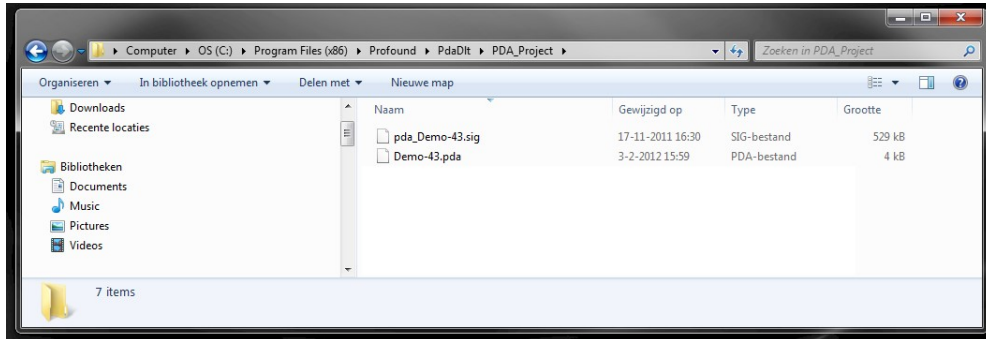 Computer ▸ OS (C:) ▸ Program Files (x86) ▸ Profound ▸ PdaDlt ▸ PDA_Project ▸ Zoeken in PDA_Project
Organiseren In bibliotheek opnemen Delen met Nieuwe map
Downloads
Recente locaties
Bibliotheken
Documents
Music
Pictures
Videos
Naam Gewijzigd op Type Grootte
pda_Demo-43.sig 17-11-2011 16:30 SIG-bestand 529 kB
Demo-43.pda 3-2-2012 15:59 PDA-bestand 4 kB
7 items